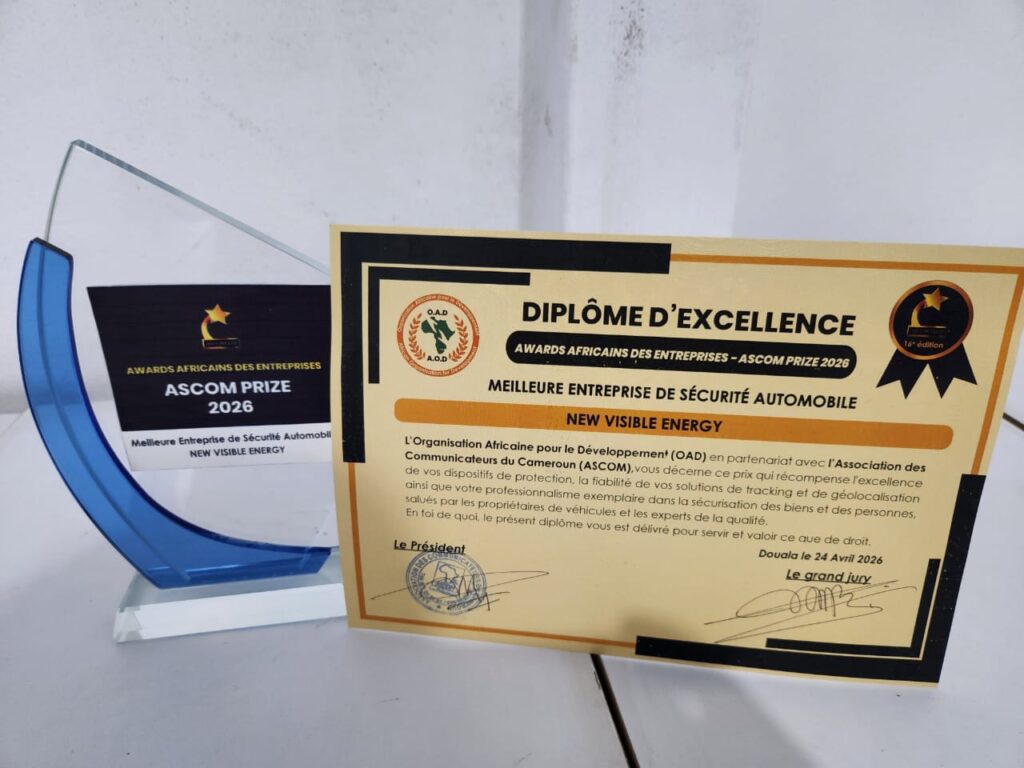 AWARDS AFRICAINS DES ENTREPRISES
ASCOM PRIZE
2026
Meilleure Entreprise de Sécurité Automobil
NEW VISIBLE ENERGY
O.A.D
A.O.D
DIPLÔME D'EXCELLENCE
AWARDS AFRICAINS DES ENTREPRISES - ASCOM PRIZE 2026
16e édition
MEILLEURE ENTREPRISE DE SÉCURITÉ AUTOMOBILE
NEW VISIBLE ENERGY
L'Organisation Africaine pour le Développement (OAD) en partenariat avec l'Association des
Communicateurs du Cameroun (ASCOM),vous décerne ce prix qui récompense l'excellence
de vos dispositifs de protection, la fiabilité de vos solutions de tracking et de géolocalisation
ainsi que votre professionnalisme exemplaire dans la sécurisation des biens et des personnes,
salués par les propriétaires de véhicules et les experts de la qualité.
En foi de quoi, le présent diplôme vous est délivré pour servir et valoir ce que de droit.
Douala le 24 Avril 2026
Le Président
Le grand jury